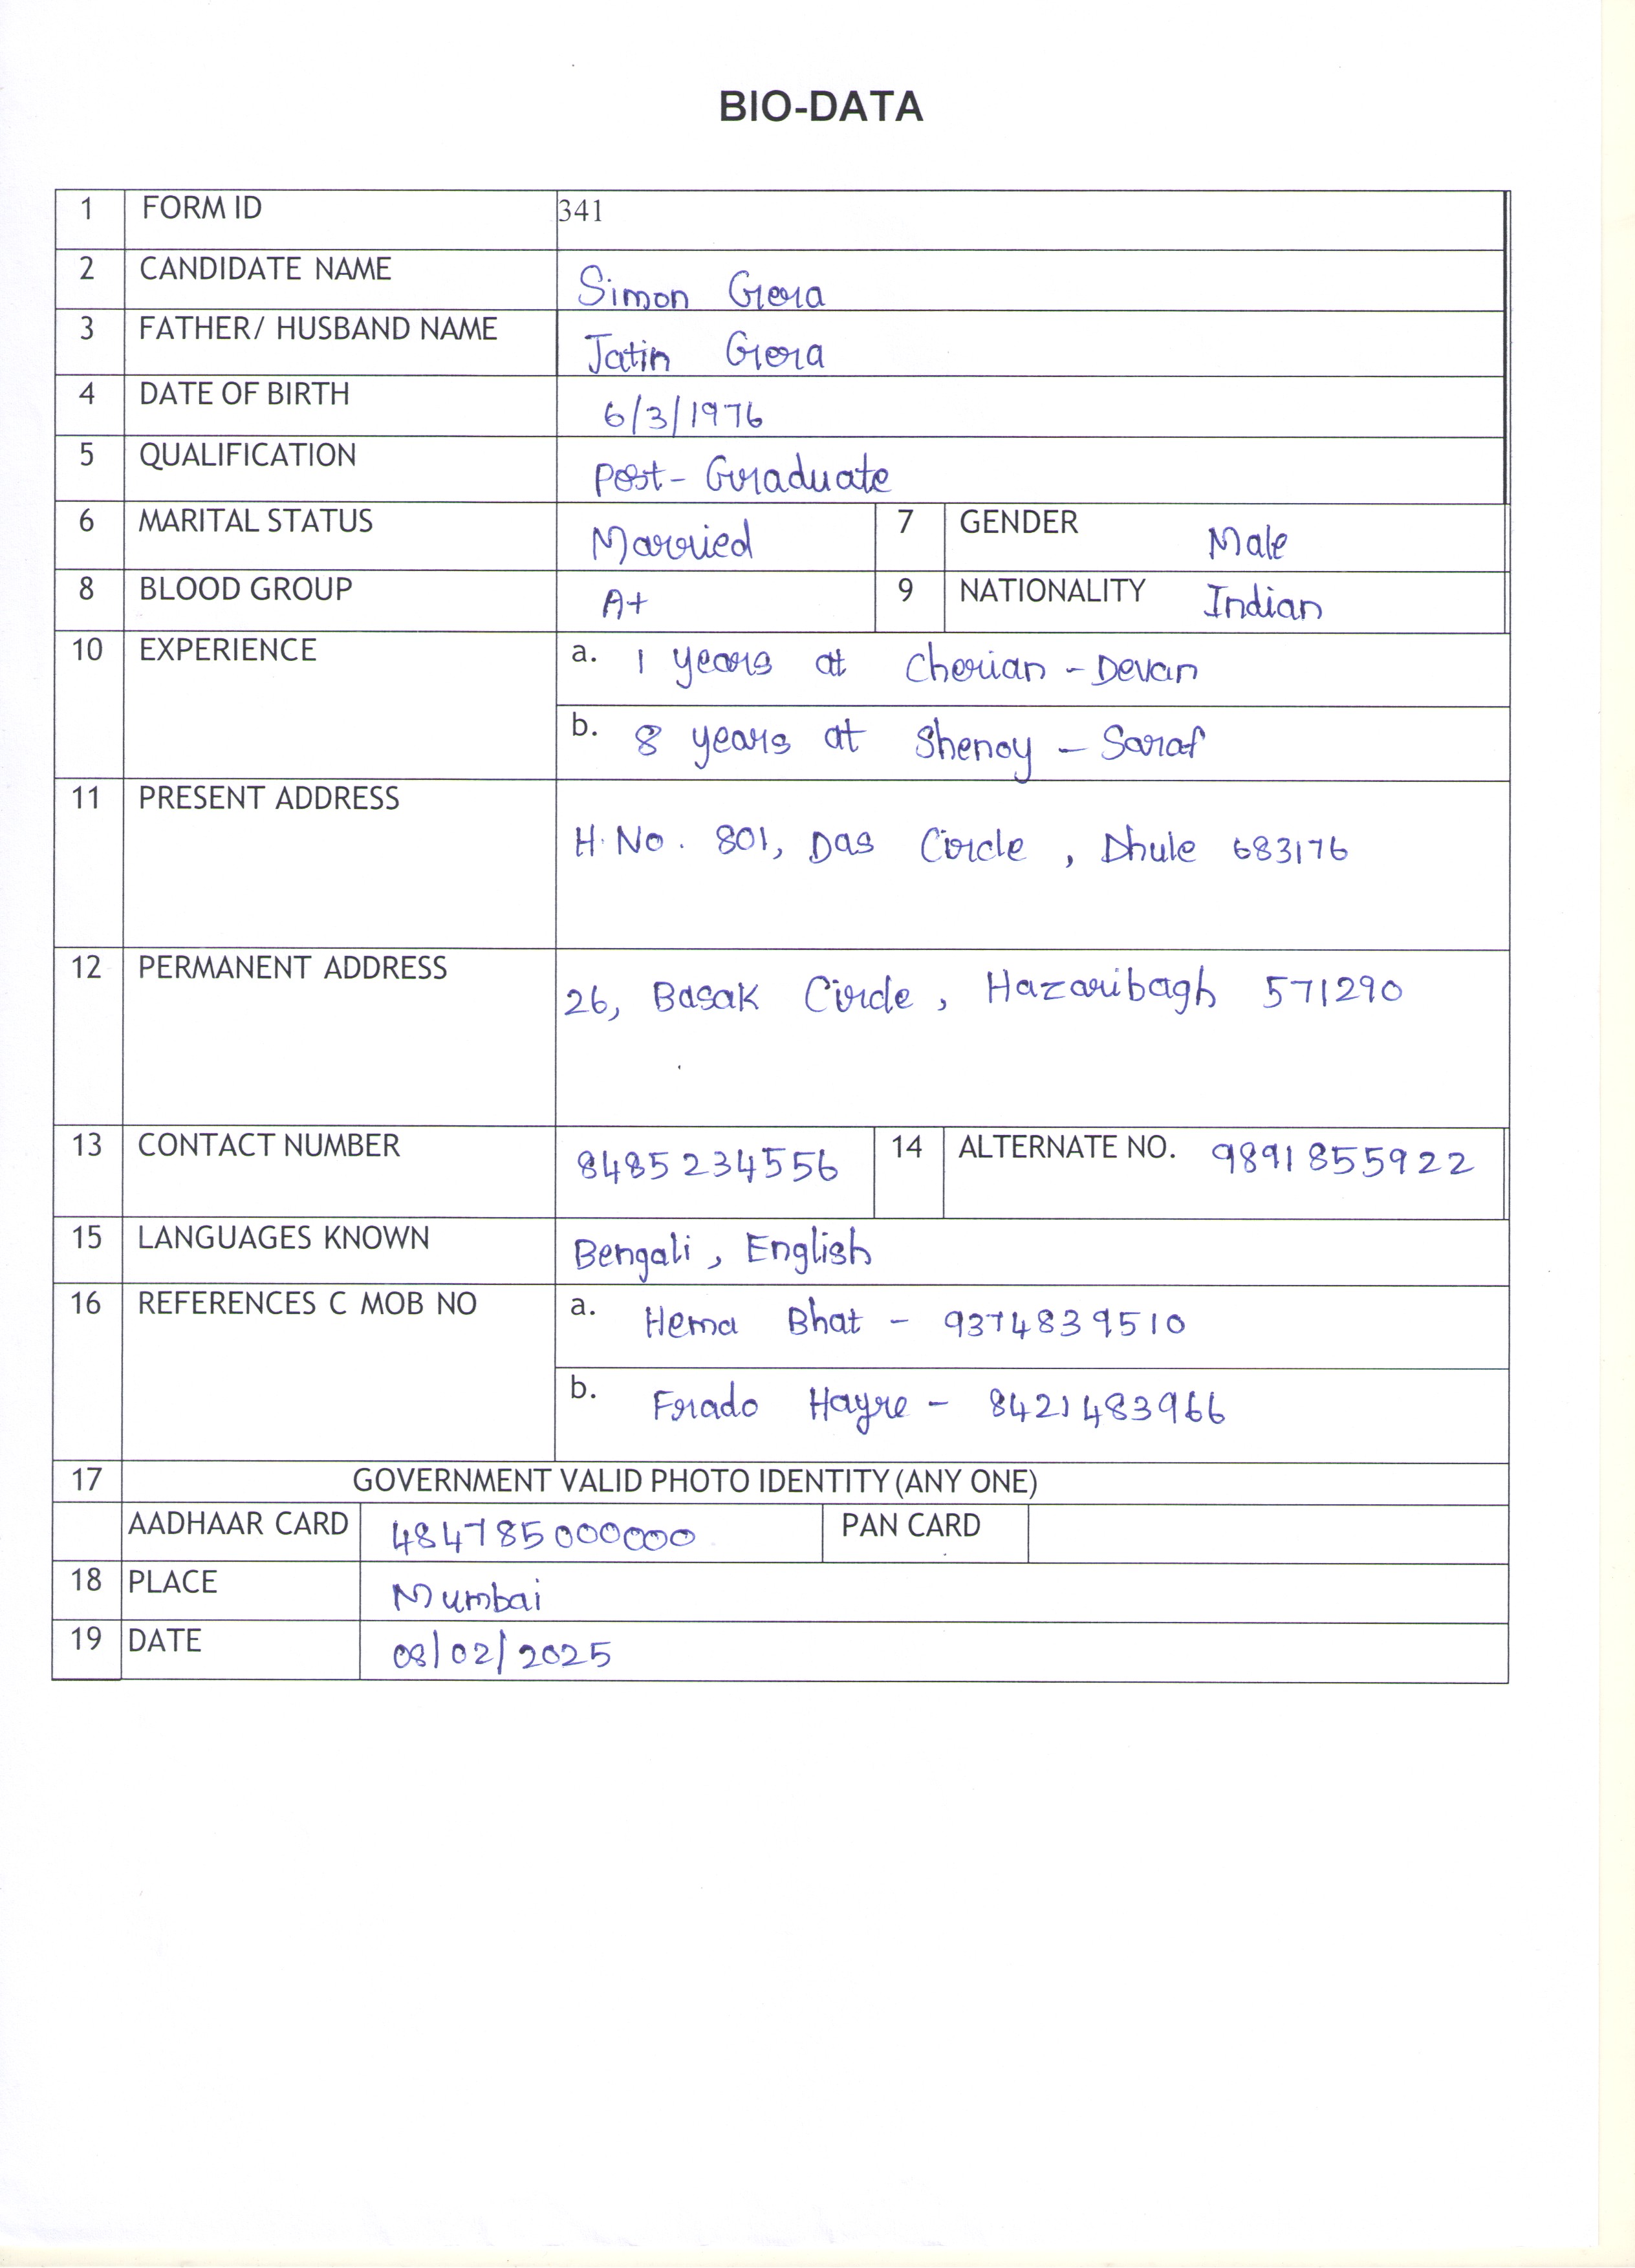 BIO-DATA
1 FORM ID 341
2 CANDIDATE NAME Simon Gera
3 FATHER/ HUSBAND NAME Jatin Gera
4 DATE OF BIRTH 6/3/1976
5 QUALIFICATION Post-Graduate
6 MARITAL STATUS Married 7 GENDER Male
8 BLOOD GROUP A+ 9 NATIONALITY Indian
10 EXPERIENCE a. 1 years at Cherian - Devan
b. 8 years at Shenoy - Saraf
11 PRESENT ADDRESS
H.No. 801, Das Circle , Dhule 683176
12 PERMANENT ADDRESS
26, Basak Circle , Hazaribagh 571290
13 CONTACT NUMBER 8485234556 14 ALTERNATE NO. 9891855922
15 LANGUAGES KNOWN Bengali , English
16 REFERENCES C MOB NO a. Hema Bhat - 9374839510
b. Frado Hayre - 8421483966
17 GOVERNMENT VALID PHOTO IDENTITY (ANY ONE)
AADHAAR CARD 484785000000 PAN CARD
18 PLACE Mumbai
19 DATE 08/02/2025